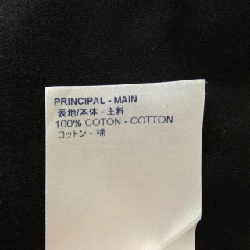 PRINCIPAL - MAIN
表地/本体 - 主料
100% COTON - COTTON
コットン - 棉